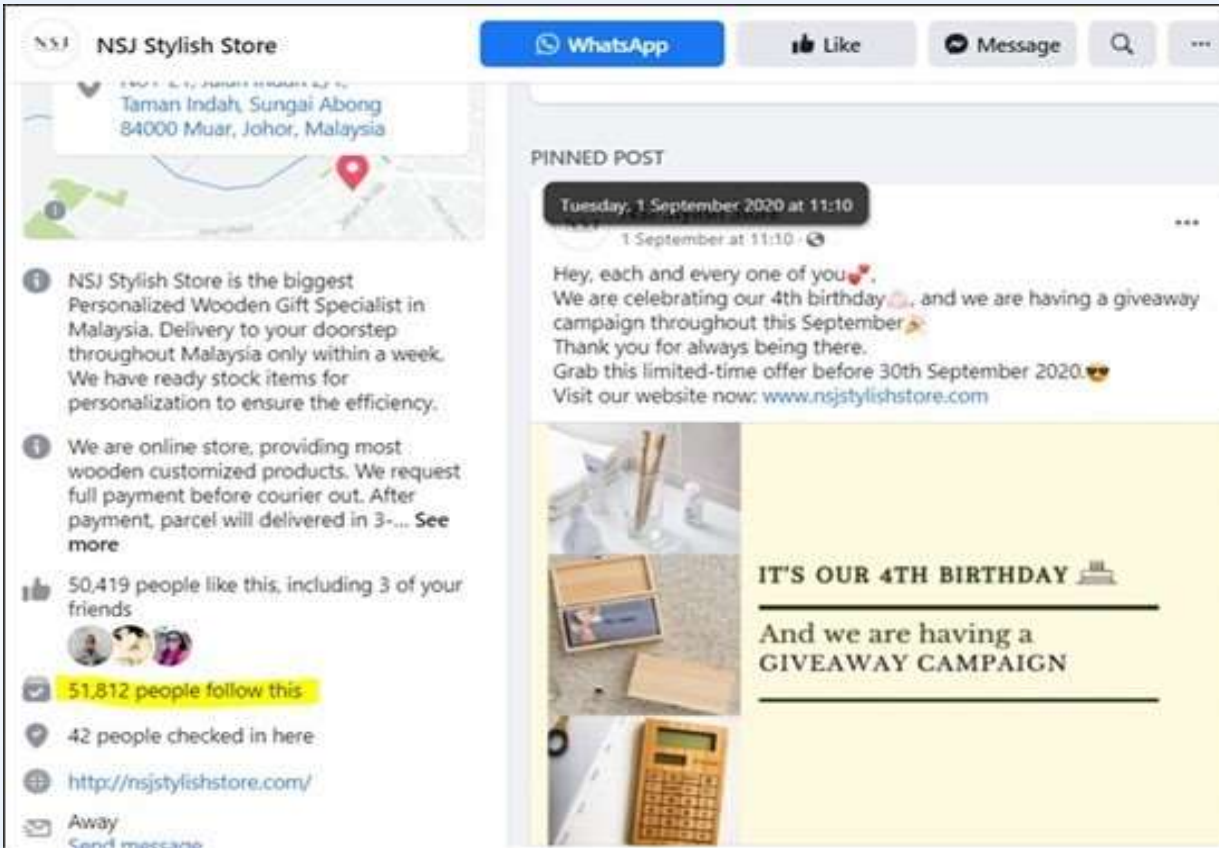 NSJ NSJ Stylish Store
WhatsApp
Like
Message
Taman Indah, Sungai Abong
84000 Muar, Johor, Malaysia
NSJ Stylish Store is the biggest
Personalized Wooden Gift Specialist in
Malaysia. Delivery to your doorstep
throughout Malaysia only within a week.
We have ready stock items for
personalization to ensure the efficiency.
We are online store, providing most
wooden customized products. We request
full payment before courier out. After
payment, parcel will delivered in 3-... See
more
50,419 people like this, including 3 of your
friends
51,812 people follow this
42 people checked in here
http://nsjstylishstore.com/
Away
Send message
PINNED POST
Tuesday, 1 September 2020 at 11:10
1 September at 11:10 ·
Hey, each and every one of you💕,
We are celebrating our 4th birthday🎂, and we are having a giveaway
campaign throughout this September🎉
Thank you for always being there.
Grab this limited-time offer before 30th September 2020.😎
Visit our website now: www.nsjstylishstore.com
IT'S OUR 4TH BIRTHDAY
And we are having a
GIVEAWAY CAMPAIGN